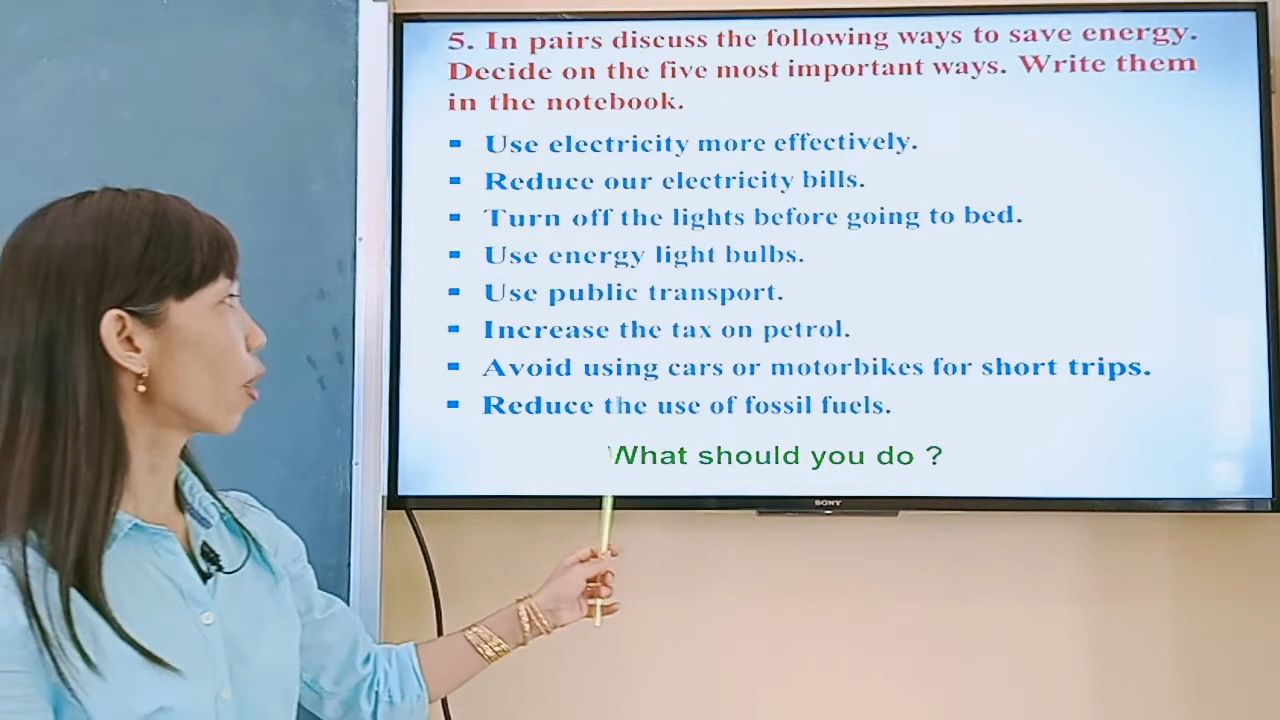 5. In pairs discuss the following ways to save energy.
Decide on the five most important ways. Write them
in the notebook.
▪ Use electricity more effectively.
▪ Reduce our electricity bills.
▪ Turn off the lights before going to bed.
▪ Use energy light bulbs.
▪ Use public transport.
▪ Increase the tax on petrol.
▪ Avoid using cars or motorbikes for short trips.
▪ Reduce the use of fossil fuels.
What should you do ?
SONY